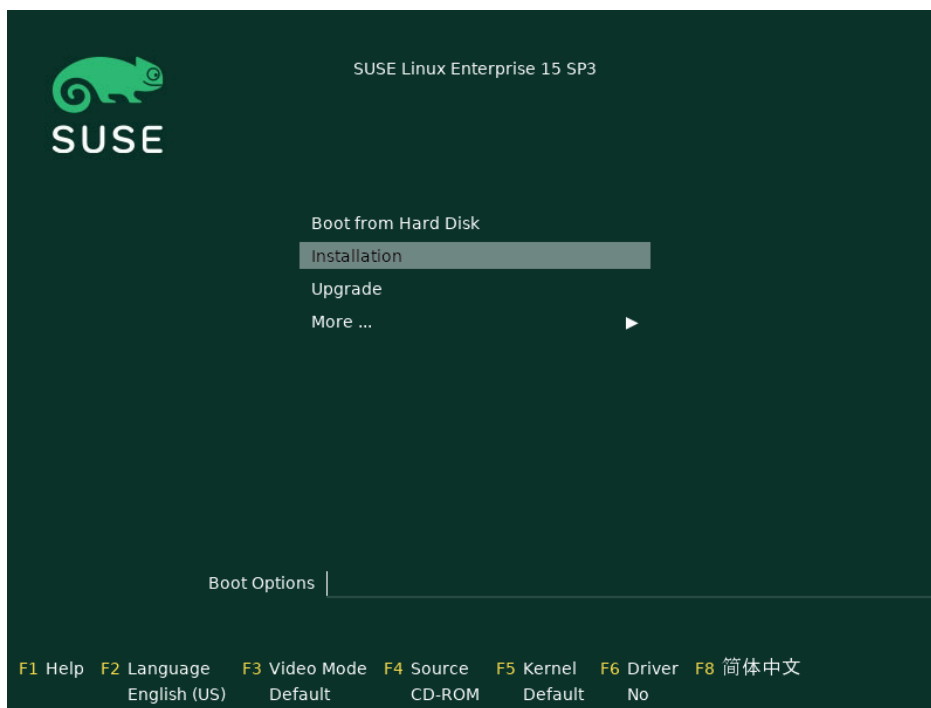 SUSE Linux Enterprise 15 SP3
SUSE
Boot from Hard Disk
Installation
Upgrade
More ...
Boot Options
F1 Help F2 Language F3 Video Mode F4 Source F5 Kernel F6 Driver F8 简体中文
English (US) Default CD-ROM Default No